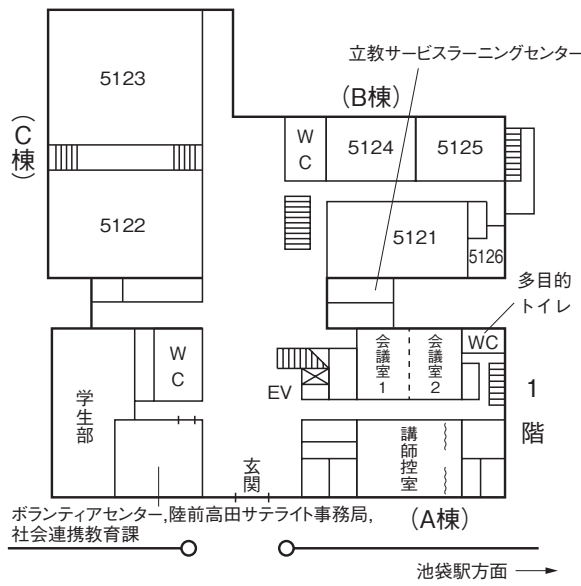 立教サービスラーニングセンター
5123
(B棟)
(C棟)
WC
5124
5125
5122
5121
5126
多目的
トイレ
WC
会議室1
会議室2
WC
EV
学生部
1階
講師控室
玄関
ボランティアセンター,陸前高田サテライト事務局,
社会連携教育課
(A棟)
池袋駅方面